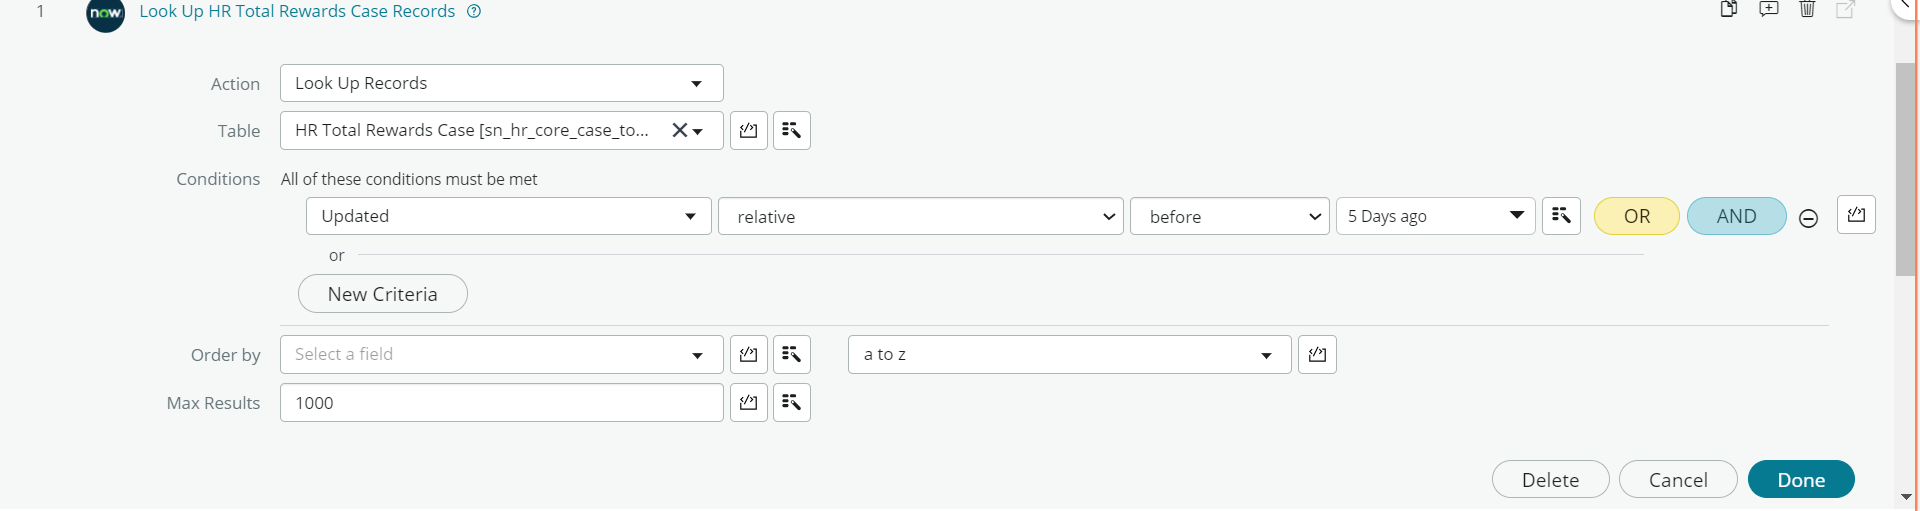 1 now Look Up HR Total Rewards Case Records ?
Action Look Up Records
Table HR Total Rewards Case [sn_hr_core_case_to...
Conditions All of these conditions must be met
Updated relative before 5 Days ago OR AND
or
New Criteria
Order by Select a field a to z
Max Results 1000
Delete Cancel Done